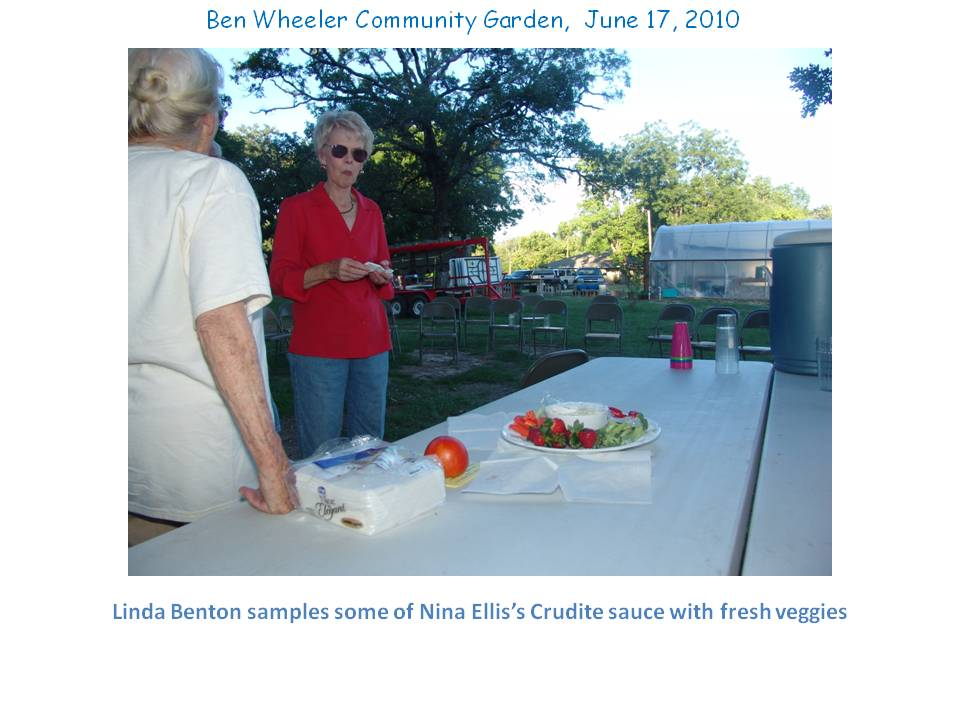 Ben Wheeler Community Garden,  June 17, 2010
Elegant
Linda Benton samples some of Nina Ellis's Crudite sauce with fresh veggies